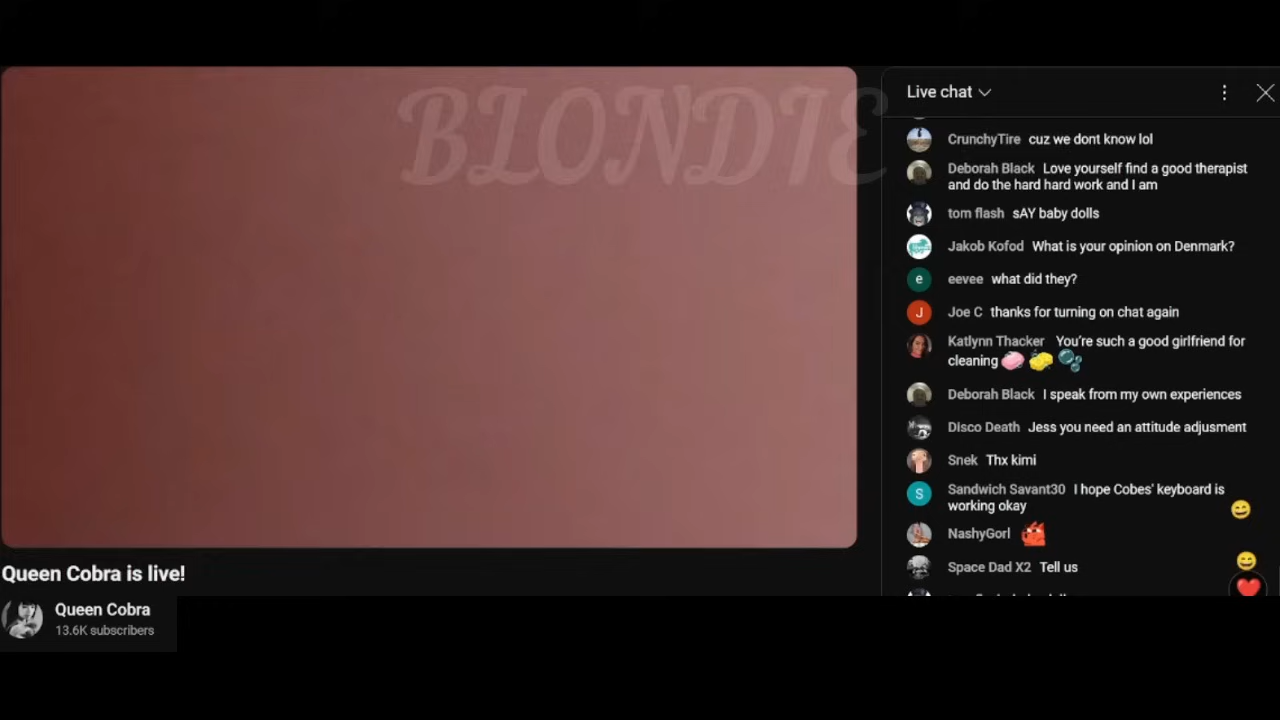 BLONDIE
Live chat
CrunchyTire cuz we dont know lol
Deborah Black Love yourself find a good therapist
and do the hard hard work and I am
tom flash sAY baby dolls
Jakob Kofod What is your opinion on Denmark?
e
eevee what did they?
J
Joe C thanks for turning on chat again
Katlynn Thacker You're such a good girlfriend for
cleaning
Deborah Black I speak from my own experiences
Disco Death Jess you need an attitude adjusment
Snek Thx kimi
S
Sandwich Savant30 I hope Cobes' keyboard is
working okay
NashyGorl
Space Dad X2 Tell us
Queen Cobra is live!
Queen Cobra
13.6K subscribers